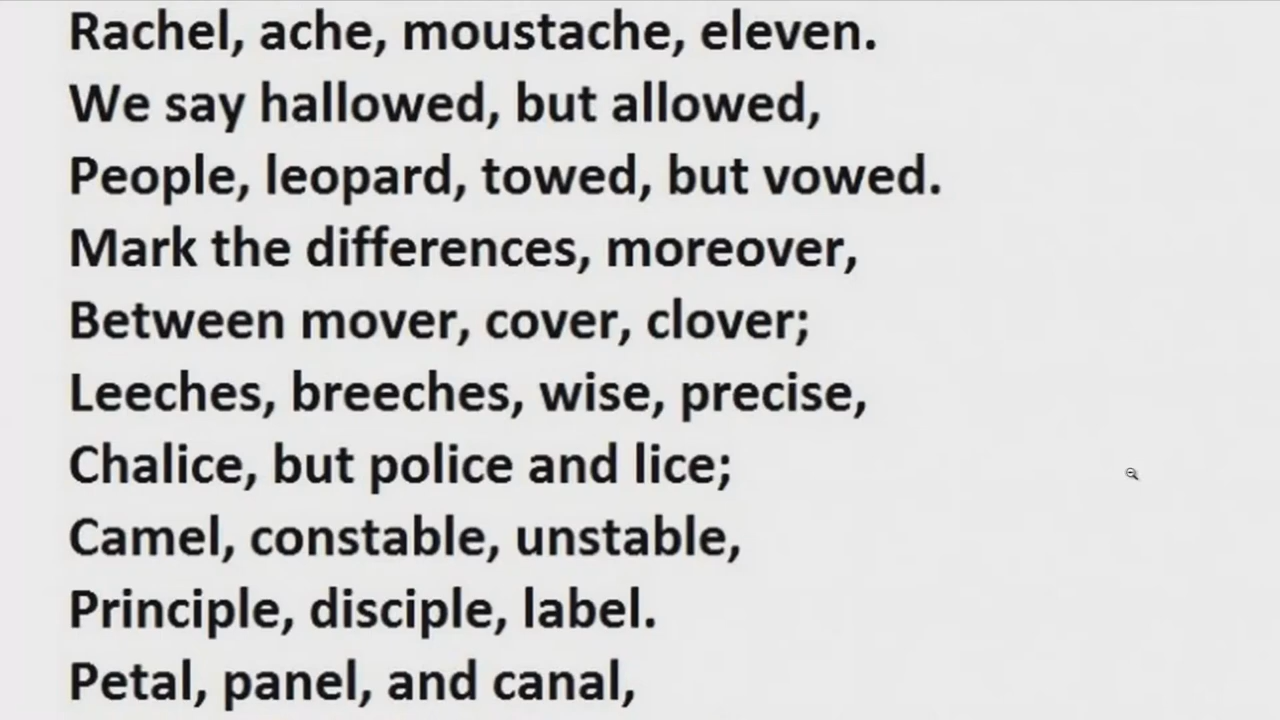 Rachel, ache, moustache, eleven.
We say hallowed, but allowed,
People, leopard, towed, but vowed.
Mark the differences, moreover,
Between mover, cover, clover;
Leeches, breeches, wise, precise,
Chalice, but police and lice;
Camel, constable, unstable,
Principle, disciple, label.
Petal, panel, and canal,